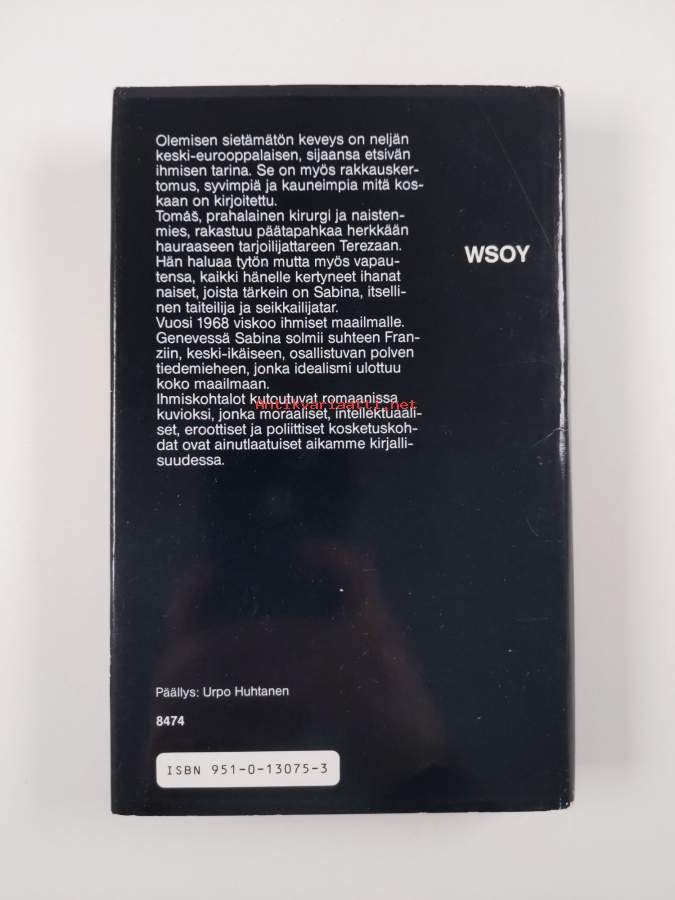 Olemisen sietämätön keveys on neljän
keski-eurooppalaisen, sijaansa etsivän
ihmisen tarina. Se on myös rakkausker-
tomus, syvimpiä ja kauneimpia mitä kos-
kaan on kirjoitettu.
Tomáš, prahalainen kirurgi ja naisten-
mies, rakastuu päätapahkaa herkkään
hauraaseen tarjoilijattareen Terezaan.
Hän haluaa tytön mutta myös vapau-
tensa, kaikki hänelle kertyneet ihanat
naiset, joista tärkein on Sabina, itselli-
nen taiteilija ja seikkailijatar.
Vuosi 1968 viskoo ihmiset maailmalle.
Genevessä Sabina solmii suhteen Fran-
ziin, keski-ikäiseen, osallistuvan polven
tiedemieheen, jonka idealismi ulottuu
koko maailmaan.
Ihmiskohtalot kutoutuvat romaanissa
kuvioksi, jonka moraaliset, intellektuaali-
set, eroottiset ja poliittiset kosketuskoh-
dat ovat ainutlaatuiset aikamme kirjalli-
suudessa.
WSOY
Antikvariaatti.net
Päällys: Urpo Huhtanen
8474
ISBN 951-0-13075-3